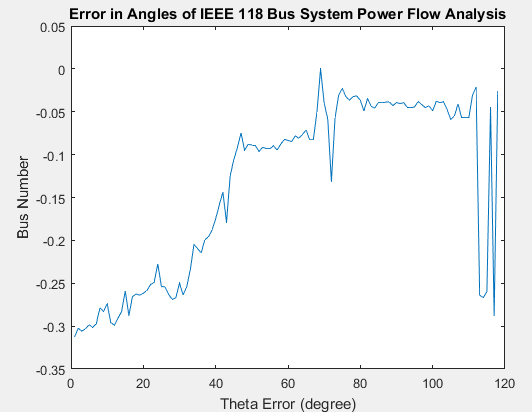 Error in Angles of IEEE 118 Bus System Power Flow Analysis
0.05
0
-0.05
-0.1
-0.15
-0.2
-0.25
-0.3
-0.35
Bus Number
0 20 40 60 80 100 120
Theta Error (degree)